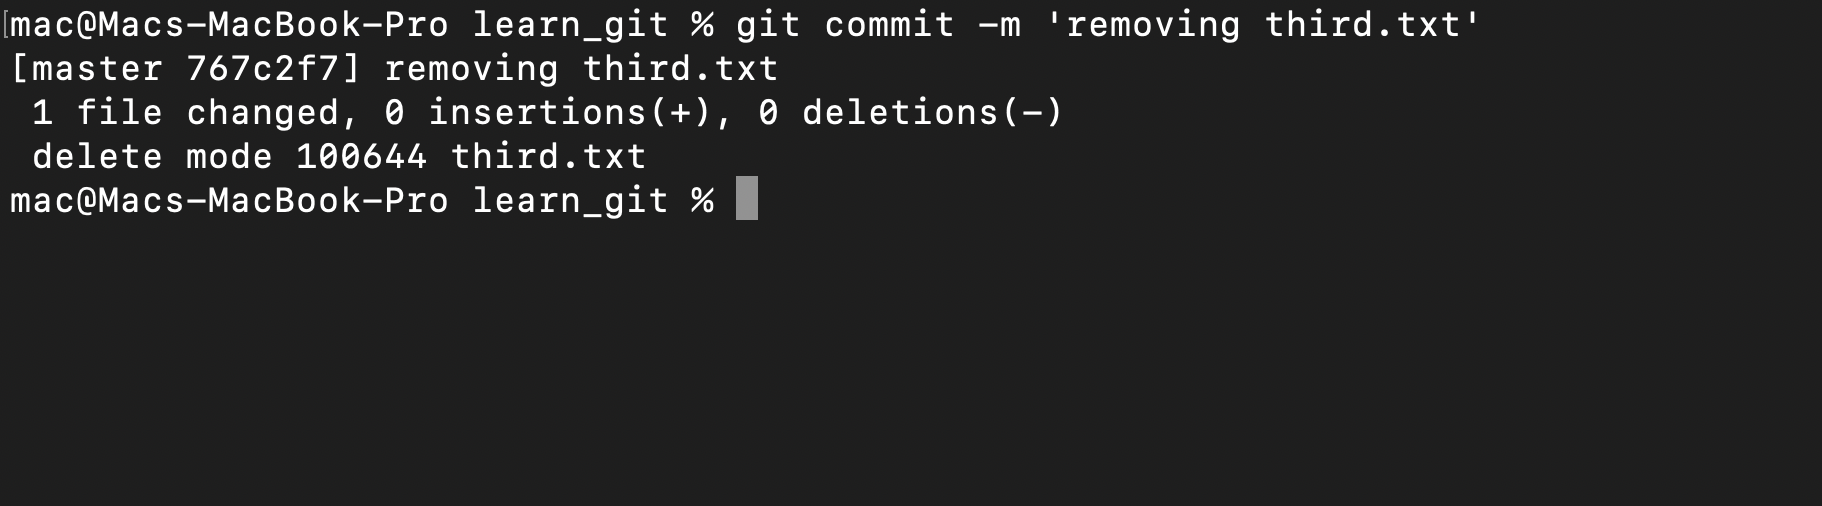 [mac@Macs-MacBook-Pro learn_git % git commit -m 'removing third.txt'
[master 767c2f7] removing third.txt
 1 file changed, 0 insertions(+), 0 deletions(-)
 delete mode 100644 third.txt
mac@Macs-MacBook-Pro learn_git %